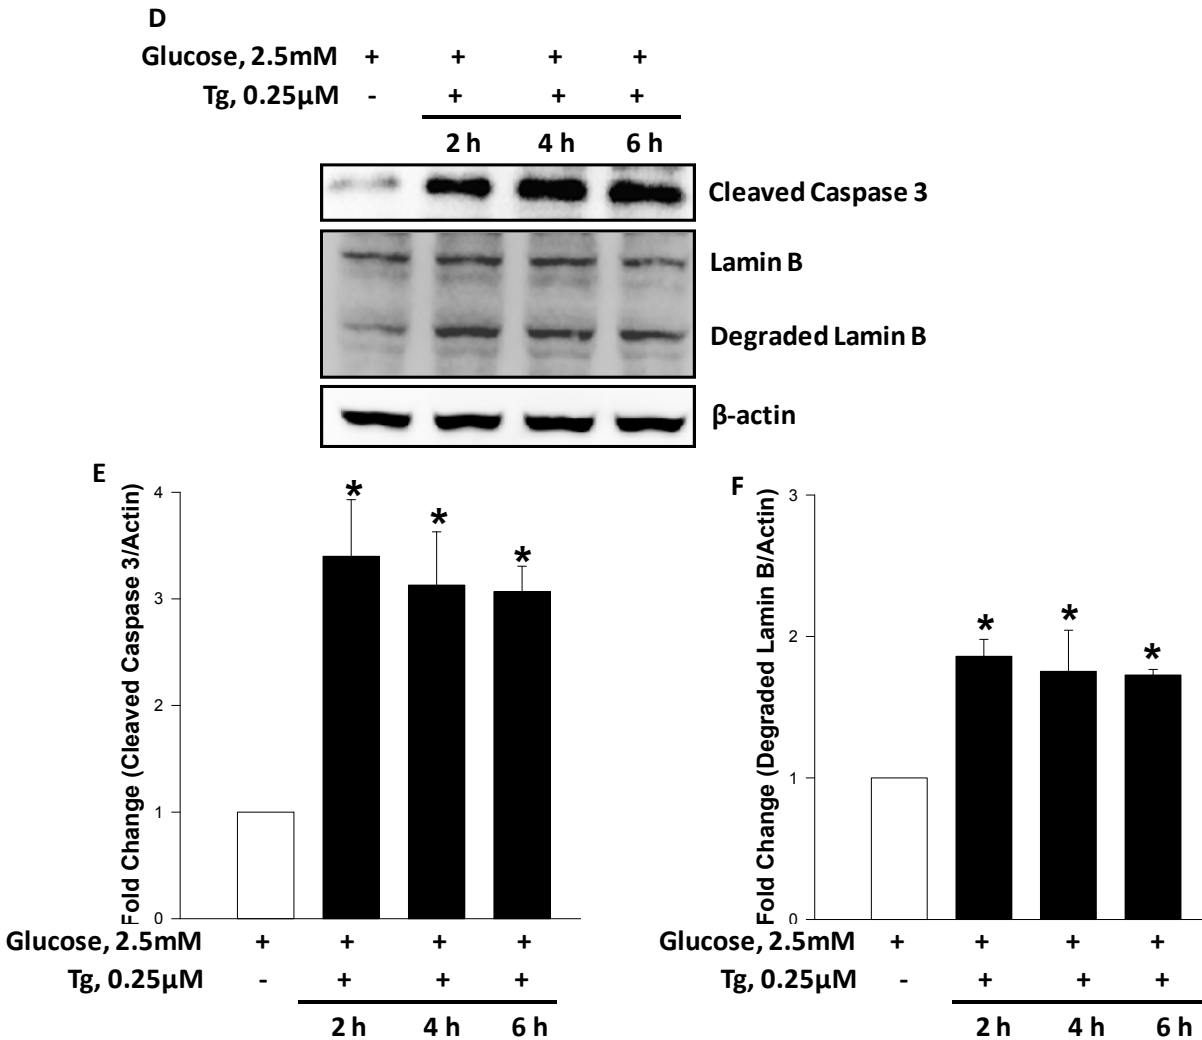 D
Glucose, 2.5mM + + + +
Tg, 0.25µM - + + +
2 h 4 h 6 h
Cleaved Caspase 3
Lamin B
Degraded Lamin B
β-actin
E
Fold Change (Cleaved Caspase 3/Actin)
4
3
2
1
0
* * *
Glucose, 2.5mM + + + +
Tg, 0.25µM - + + +
2 h 4 h 6 h
F
Fold Change (Degraded Lamin B/Actin)
3
2
1
0
* * *
Glucose, 2.5mM + + + +
Tg, 0.25µM - + + +
2 h 4 h 6 h